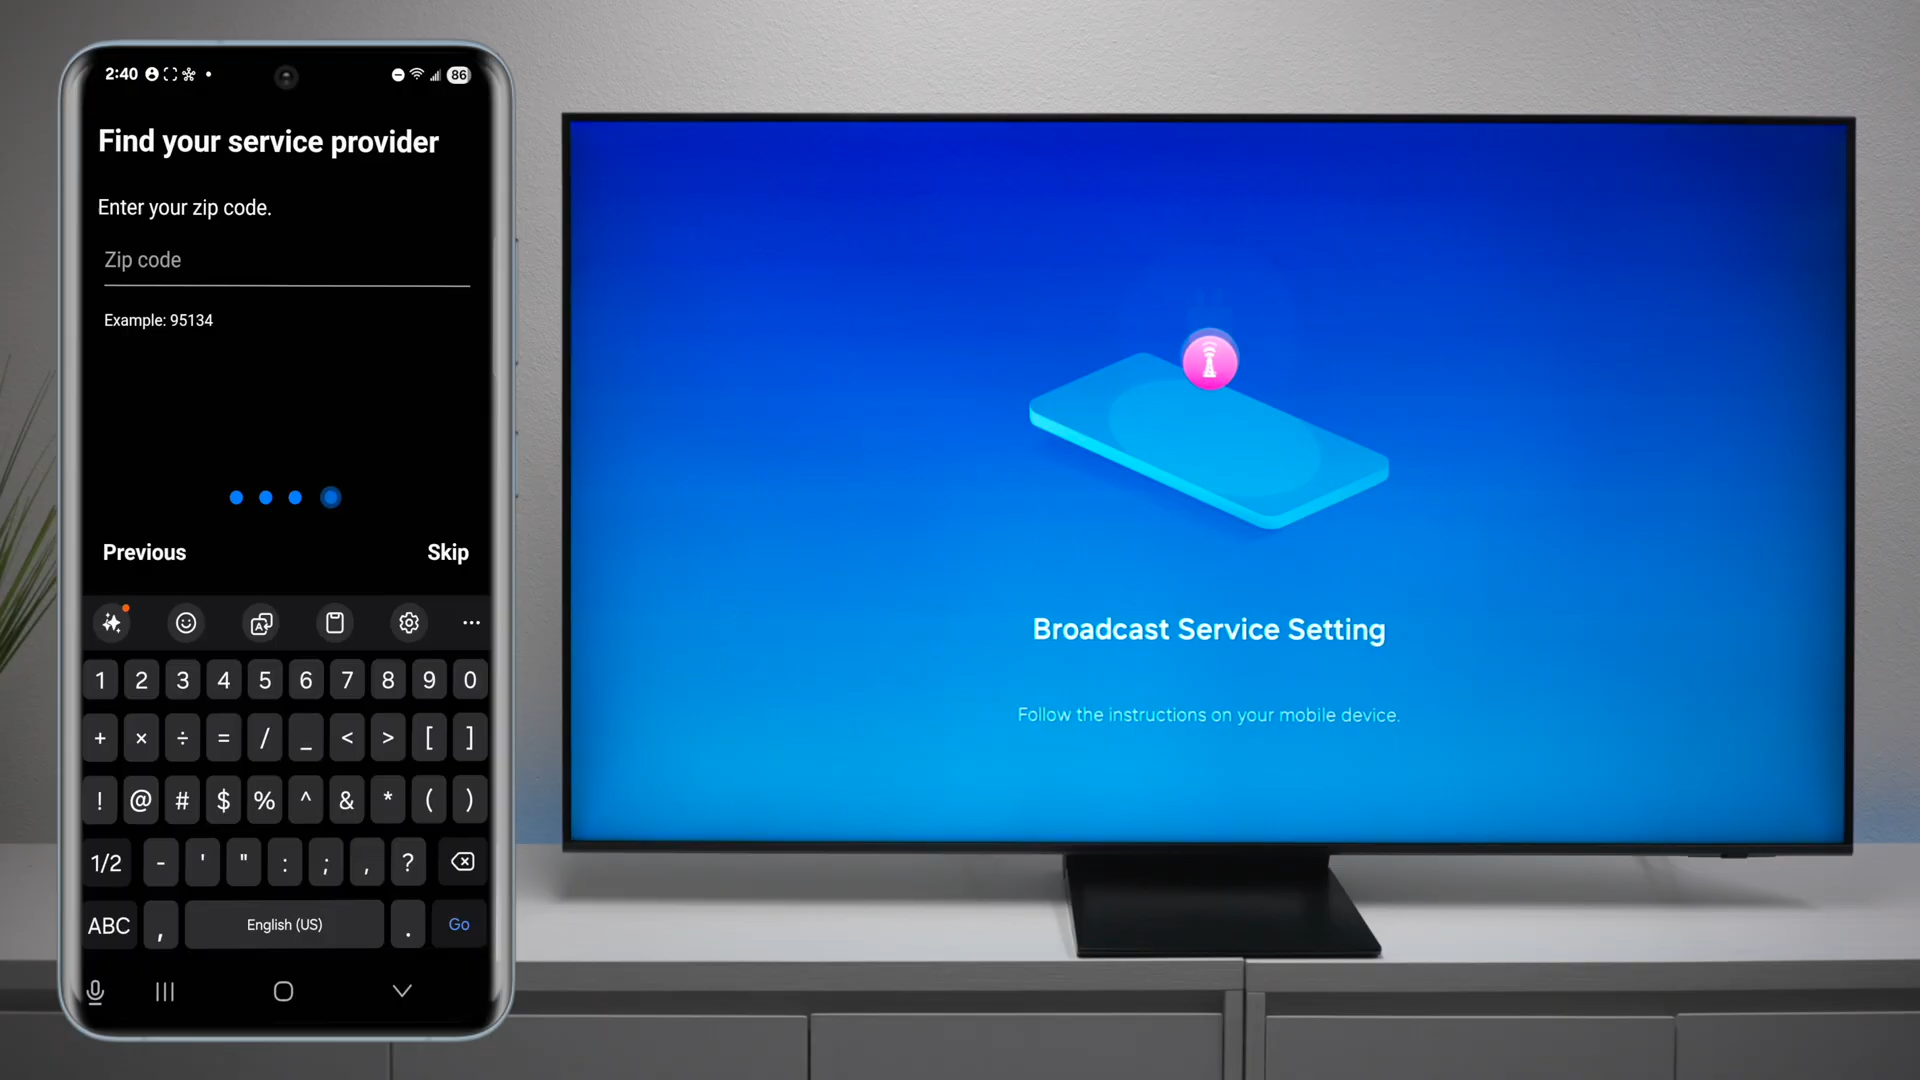 2:40
86
Find your service provider
Enter your zip code.
Zip code
Example: 95134
Previous
Skip
1 2 3 4 5 6 7 8 9 0
+ × ÷ = / _ < > [ ]
! @ # $ % ^ & * ( )
1/2 - ' " : ; , ?
ABC , English (US) . Go
Broadcast Service Setting
Follow the instructions on your mobile device.